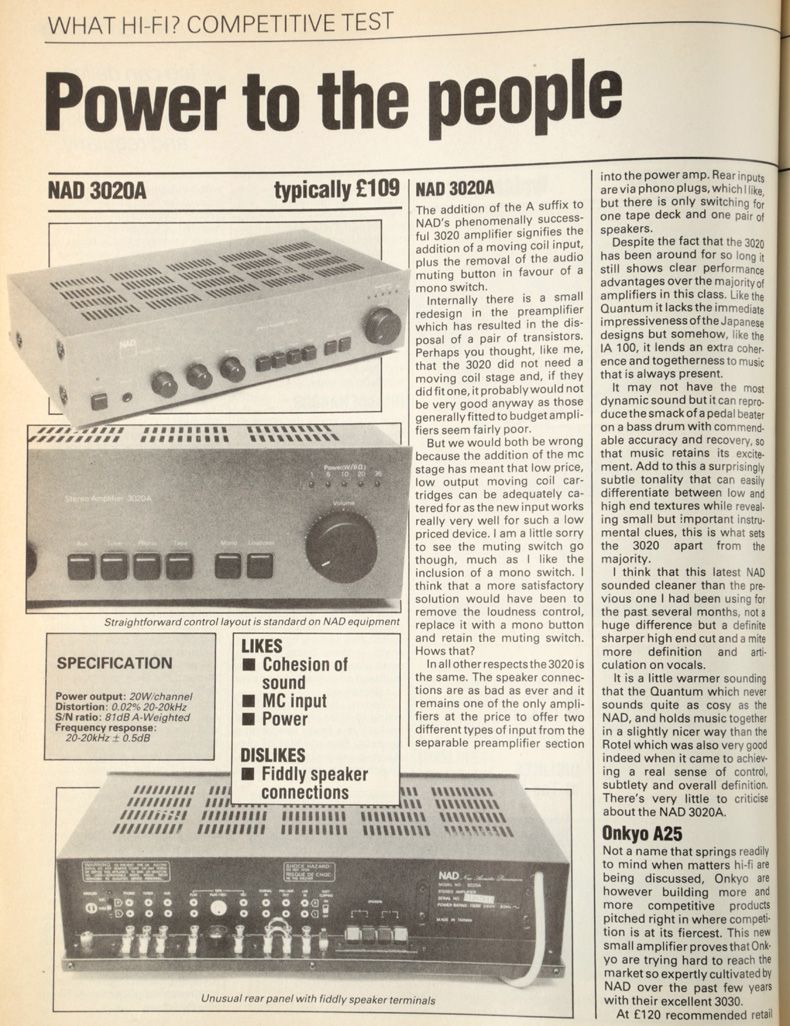 WHAT HI-FI? COMPETITIVE TEST
Power to the people
NAD 3020A typically £109
NAD
Stereo Amplifier 3020A
Power(W/8Ω)
1 5 10 20 35
Volume
Aux Tuner Phono Tape Mono Loudness
Straightforward control layout is standard on NAD equipment
SPECIFICATION
Power output: 20W/channel
Distortion: 0.02% 20-20kHz
S/N ratio: 81dB A-Weighted
Frequency response:
20-20kHz ± 0.5dB
LIKES
■ Cohesion of
sound
■ MC input
■ Power
DISLIKES
■ Fiddly speaker
connections
SHOCK HAZARD
RISQUE DE CHOC
NAD
MODEL NO. 3020A
STEREO AMPLIFIER
SERIAL NO.
MADE IN TAIWAN
Unusual rear panel with fiddly speaker terminals
NAD 3020A
The addition of the A suffix to
NAD's phenomenally success-
ful 3020 amplifier signifies the
addition of a moving coil input,
plus the removal of the audio
muting button in favour of a
mono switch.
Internally there is a small
redesign in the preamplifier
which has resulted in the dis-
posal of a pair of transistors.
Perhaps you thought, like me,
that the 3020 did not need a
moving coil stage and, if they
did fit one, it probably would not
be very good anyway as those
generally fitted to budget ampli-
fiers seem fairly poor.
But we would both be wrong
because the addition of the mc
stage has meant that low price,
low output moving coil car-
tridges can be adequately ca-
tered for as the new input works
really very well for such a low
priced device. I am a little sorry
to see the muting switch go
though, much as I like the
inclusion of a mono switch. I
think that a more satisfactory
solution would have been to
remove the loudness control,
replace it with a mono button
and retain the muting switch.
Hows that?
In all other respects the 3020 is
the same. The speaker connec-
tions are as bad as ever and it
remains one of the only ampli-
fiers at the price to offer two
different types of input from the
separable preamplifier section
into the power amp. Rear inputs
are via phono plugs, which I like,
but there is only switching for
one tape deck and one pair of
speakers.
Despite the fact that the 3020
has been around for so long it
still shows clear performance
advantages over the majority of
amplifiers in this class. Like the
Quantum it lacks the immediate
impressiveness of the Japanese
designs but somehow, like the
IA 100, it lends an extra coher-
ence and togetherness to music
that is always present.
It may not have the most
dynamic sound but it can repro-
duce the smack of a pedal beater
on a bass drum with commend-
able accuracy and recovery, so
that music retains its excite-
ment. Add to this a surprisingly
subtle tonality that can easily
differentiate between low and
high end textures while reveal-
ing small but important instru-
mental clues, this is what sets
the 3020 apart from the
majority.
I think that this latest NAD
sounded cleaner than the pre-
vious one I had been using for
the past several months, not a
huge difference but a definite
sharper high end cut and a mite
more definition and arti-
culation on vocals.
It is a little warmer sounding
that the Quantum which never
sounds quite as cosy as the
NAD, and holds music together
in a slightly nicer way than the
Rotel which was also very good
indeed when it came to achiev-
ing a real sense of control,
subtlety and overall definition.
There's very little to criticise
about the NAD 3020A.
Onkyo A25
Not a name that springs readily
to mind when matters hi-fi are
being discussed, Onkyo are
however building more and
more competitive products
pitched right in where competi-
tion is at its fiercest. This new
small amplifier proves that Onk-
yo are trying hard to reach the
market so expertly cultivated by
NAD over the past few years
with their excellent 3030.
At £120 recommended retail